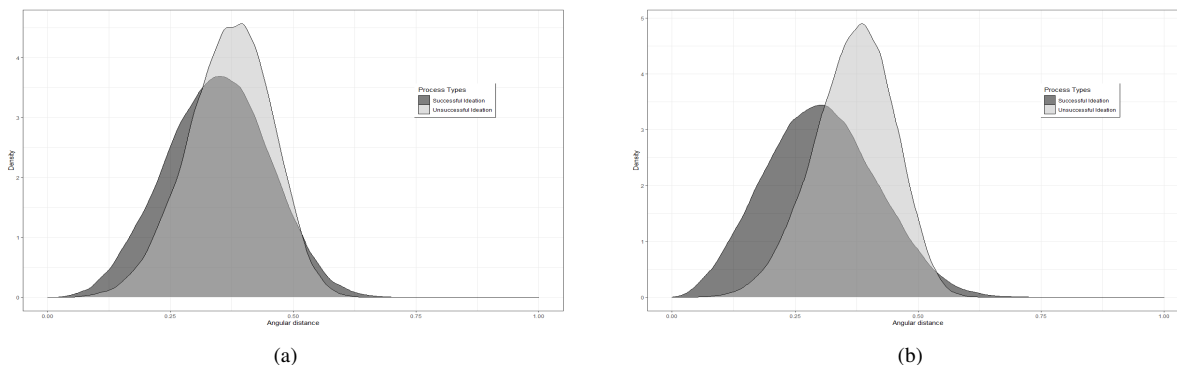 4
3
2
1
0
Density
0.00 0.25 0.50 0.75 1.00
Angular distance
Process Types
Successful Ideation
Unsuccessful Ideation
(a)
5
4
3
2
1
0
Density
0.00 0.25 0.50 0.75 1.00
Angular distance
Process Types
Successful Ideation
Unsuccessful Ideation
(b)